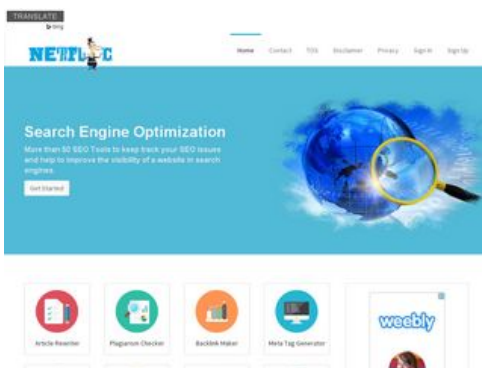 TRANSLATE
bing
NETFLOC
Home Contact TOS Disclaimer Privacy Sign In Sign Up
Search Engine Optimization
More than 50 SEO Tools to keep track your SEO issues
and help to improve the visibility of a website in search
engines.
Get Started
Article Rewriter Plagiarism Checker Backlink Maker Meta Tag Generator
weebly